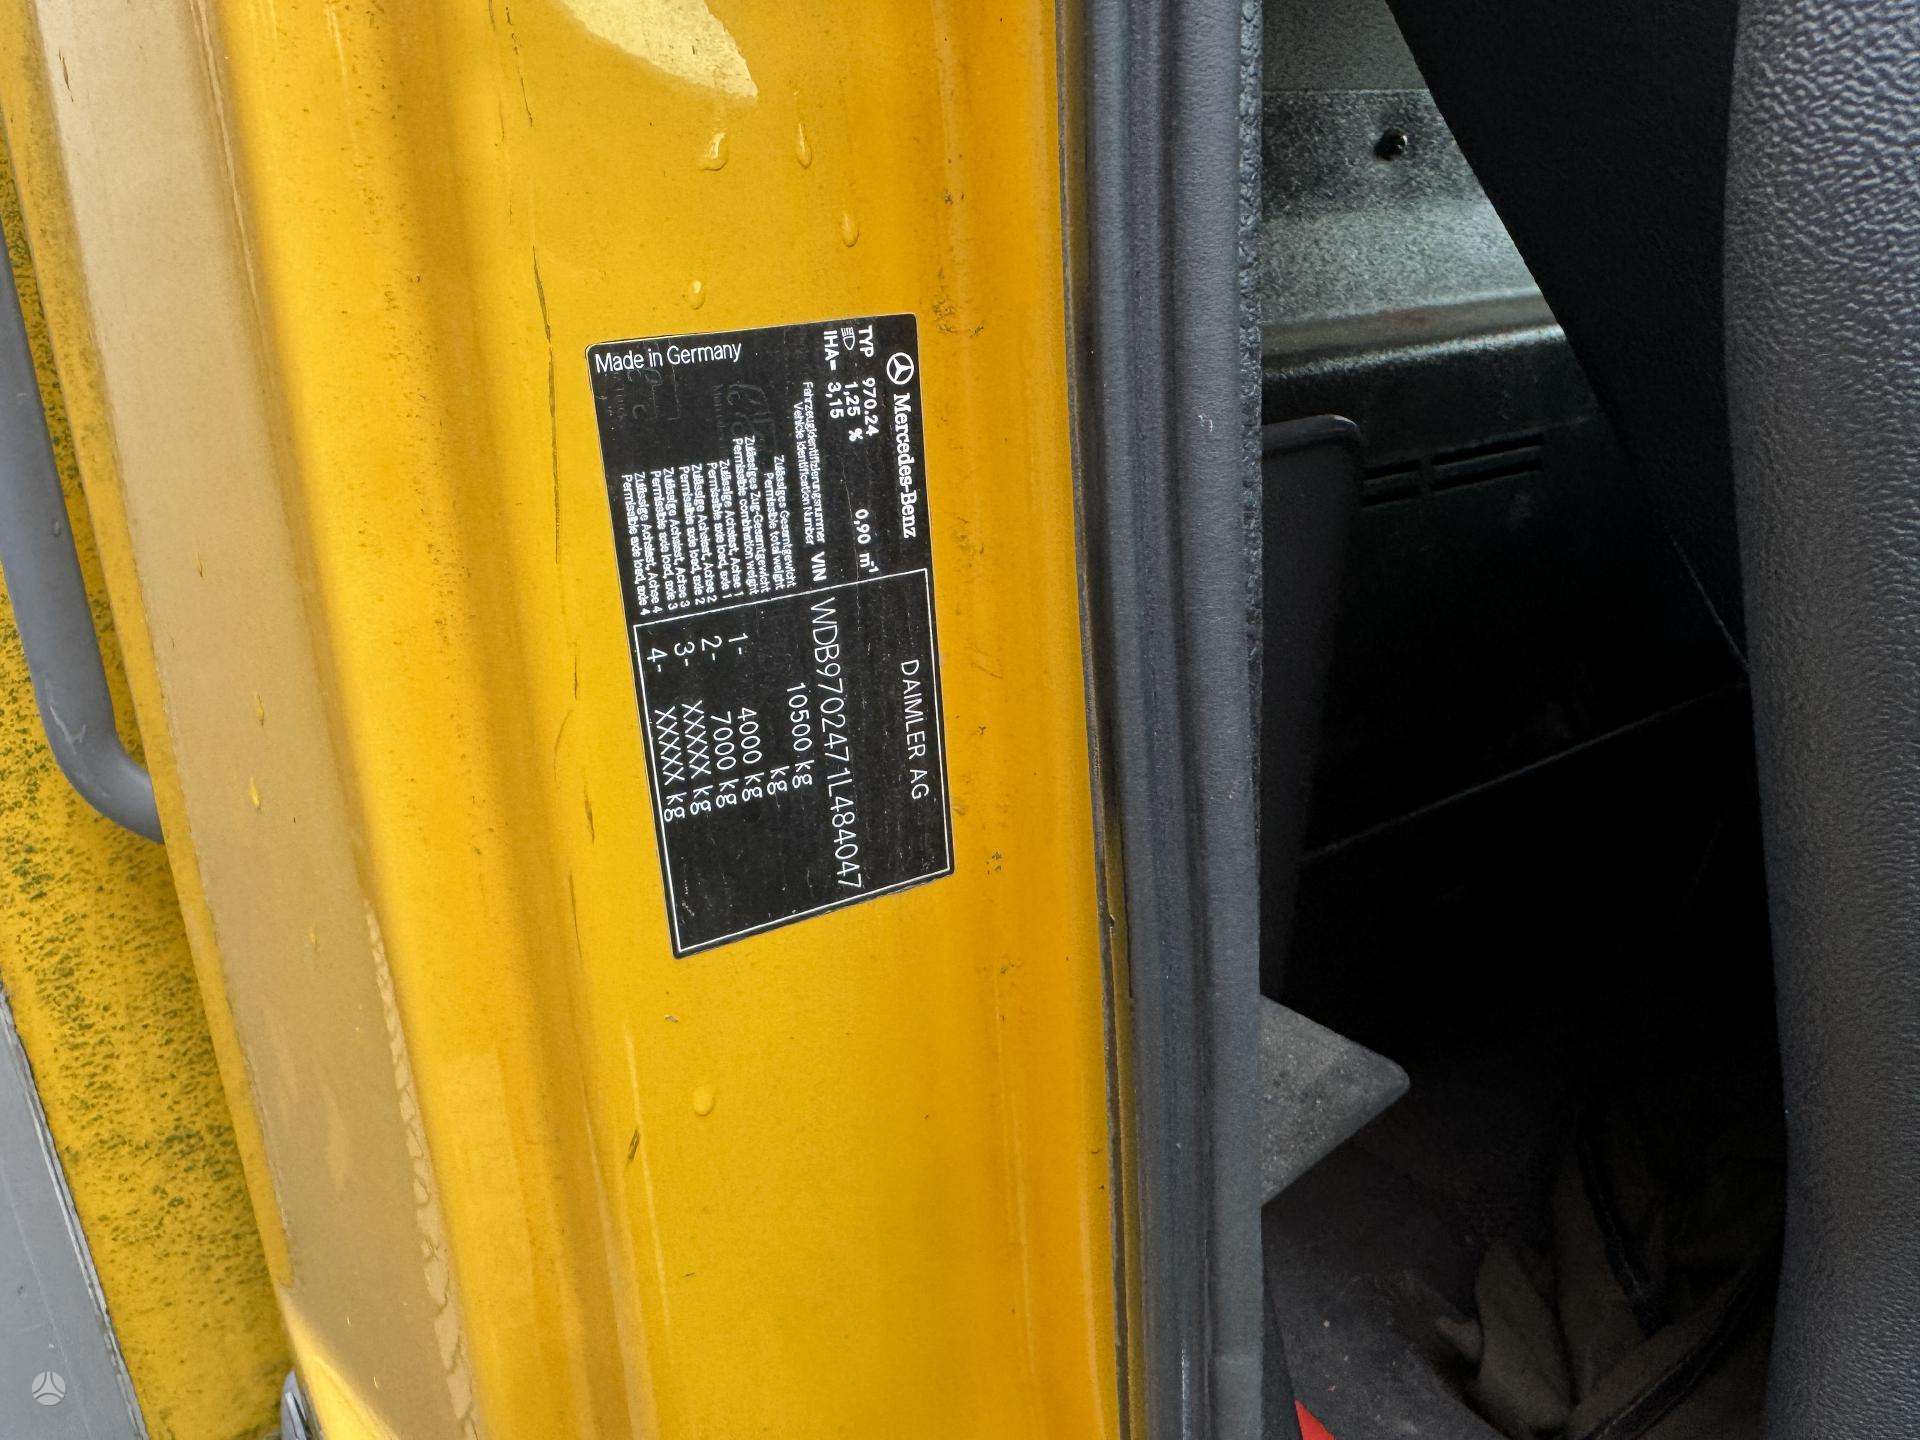 Mercedes-Benz
DAIMLER AG
TYP 970.24
1,25 % 0,90 m-1
IHA= 3,15
Fahrzeugidentifizierungsnummer
Vehicle Identification Number
VIN WDB9702471L484047
Zulässiges Gesamtgewicht
Permissible total weight
10500 kg
Zulässiges Zug-Gesamtgewicht
Permissible combination weight
kg
Zulässige Achslast, Achse 1
Permissible axle load, axle 1
1- 4000 kg
Zulässige Achslast, Achse 2
Permissible axle load, axle 2
2- 7000 kg
Zulässige Achslast, Achse 3
Permissible axle load, axle 3
3- XXXXX kg
Zulässige Achslast, Achse 4
Permissible axle load, axle 4
4- XXXXX kg
Made in Germany